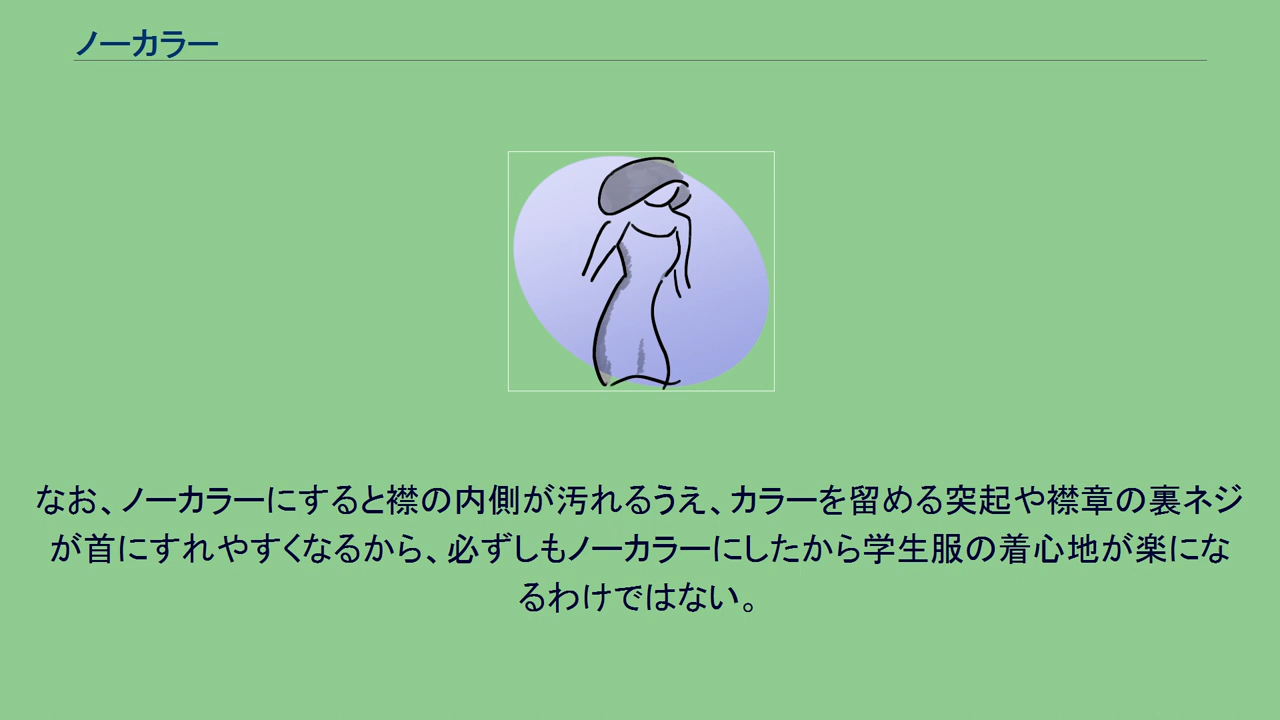 ノーカラー
なお、ノーカラーにすると襟の内側が汚れるうえ、カラーを留める突起や襟章の裏ネジ
が首にすれやすくなるから、必ずしもノーカラーにしたから学生服の着心地が楽にな
るわけではない。